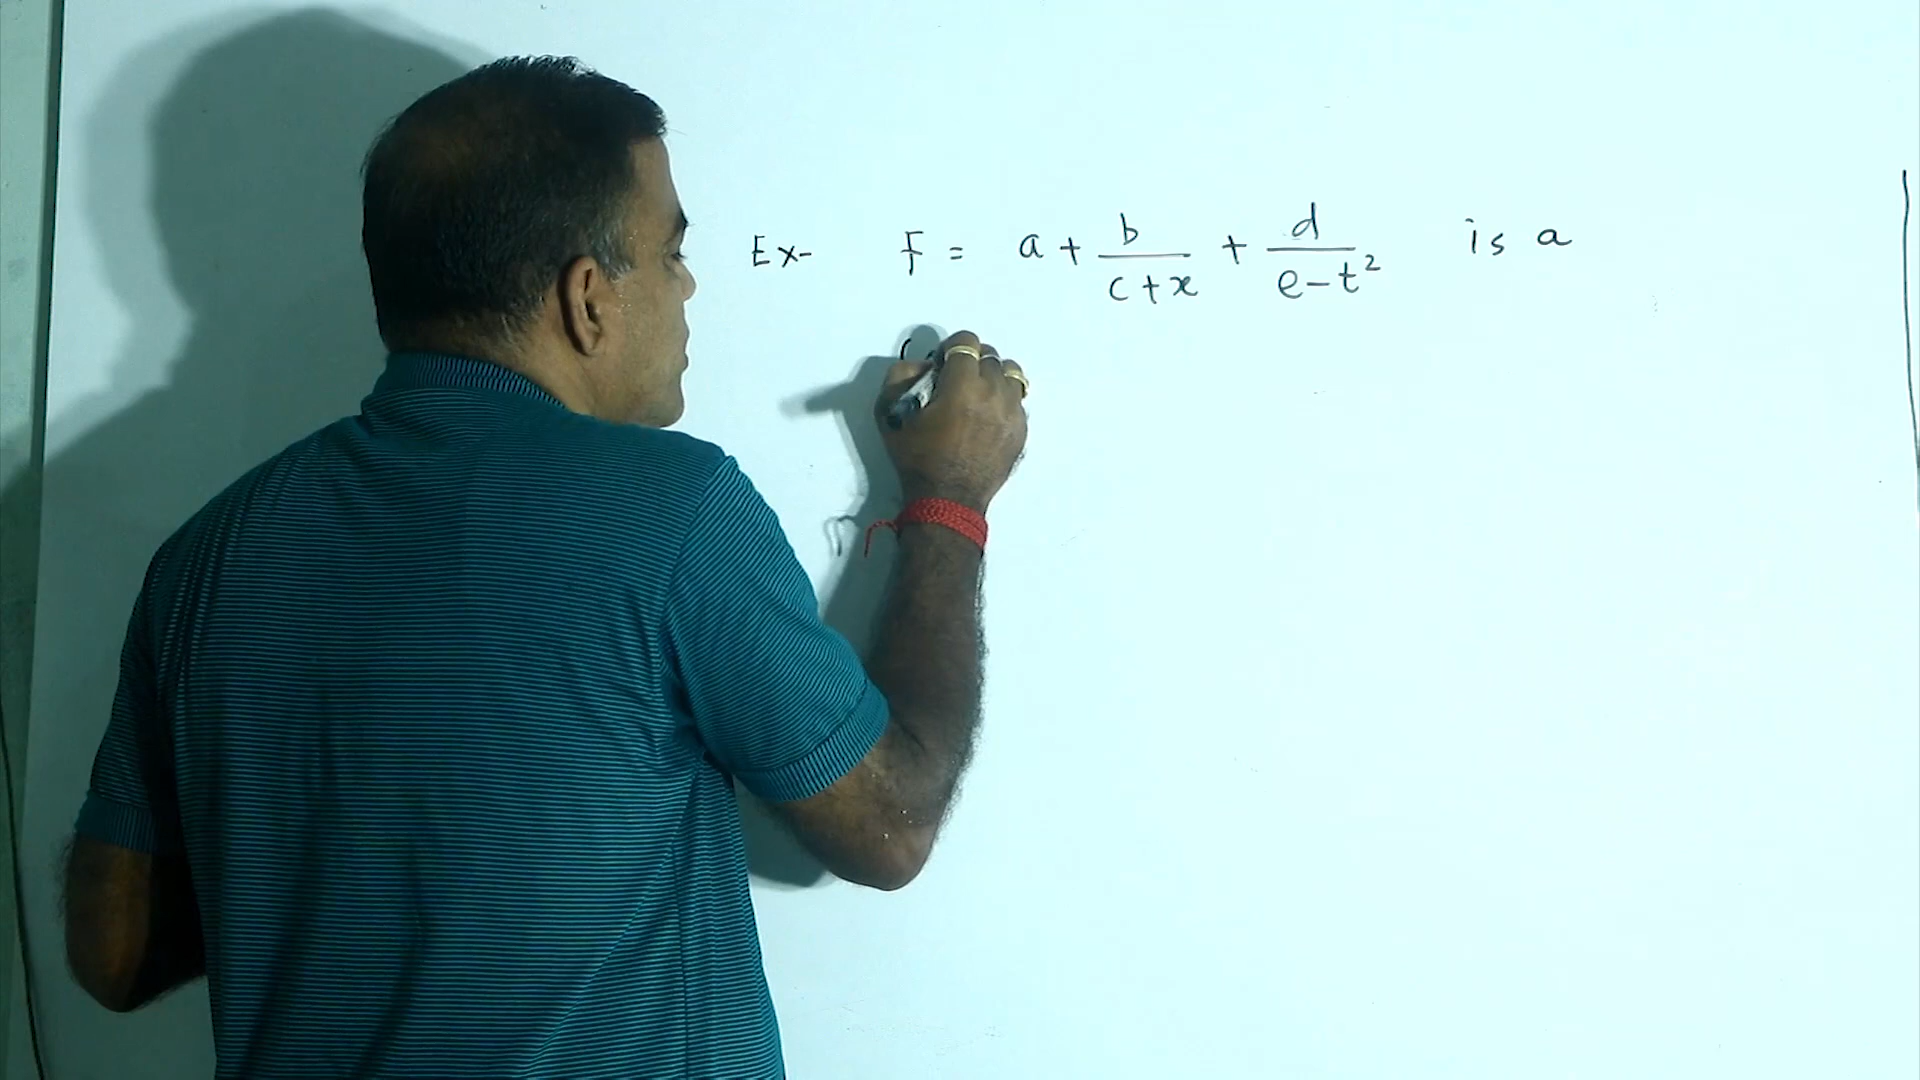 Ex- F = a + b/(c+x) + d/(e-t²) is a
(